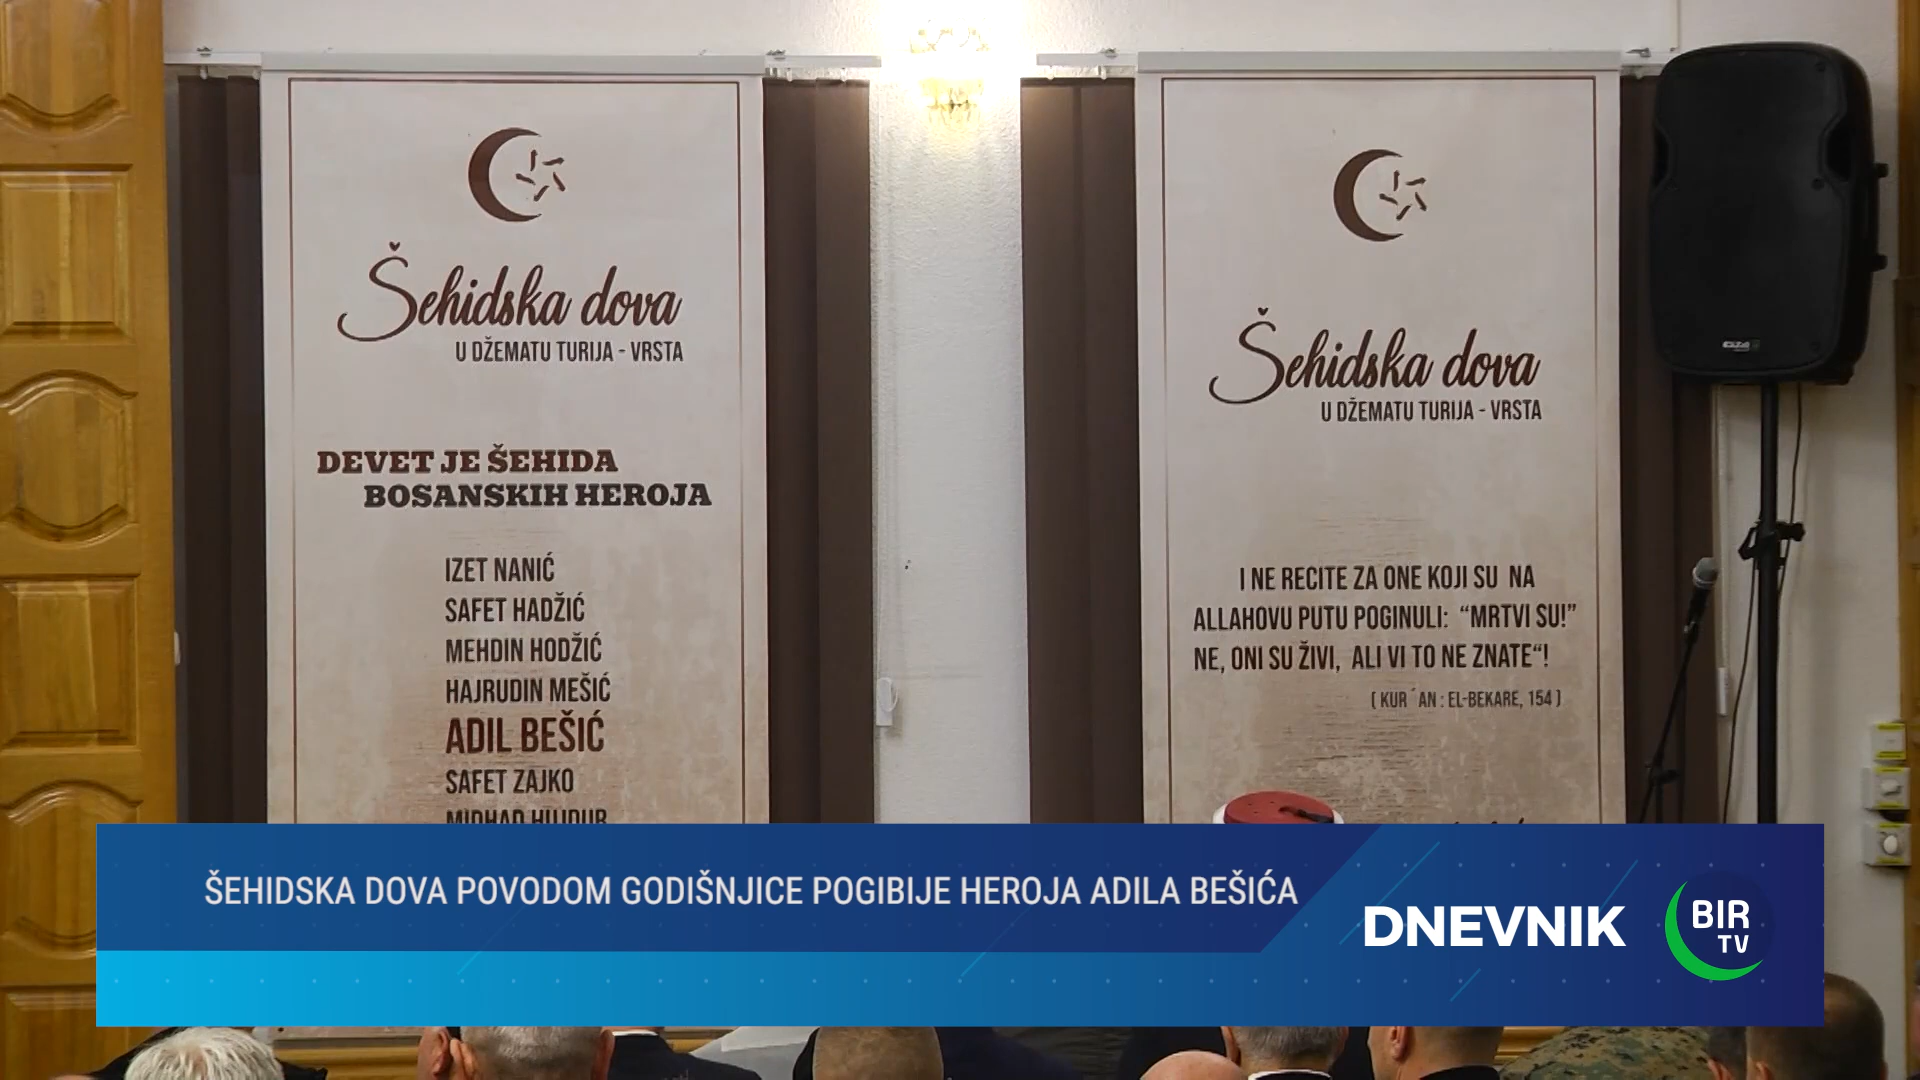 Šehidska dova
U DŽEMATU TURIJA - VRSTA
DEVET JE ŠEHIDA
BOSANSKIH HEROJA
IZET NANIĆ
SAFET HADŽIĆ
MEHDIN HODŽIĆ
HAJRUDIN MEŠIĆ
ADIL BEŠIĆ
SAFET ZAJKO
MIDHAD HUJDUR
Šehidska dova
U DŽEMATU TURIJA - VRSTA
I NE RECITE ZA ONE KOJI SU NA
ALLAHOVU PUTU POGINULI: “MRTVI SU!”
NE, ONI SU ŽIVI, ALI VI TO NE ZNATE“!
( KUR´AN : EL-BEKARE, 154 )
ŠEHIDSKA DOVA POVODOM GODIŠNJICE POGIBIJE HEROJA ADILA BEŠIĆA
DNEVNIK
BIR
TV